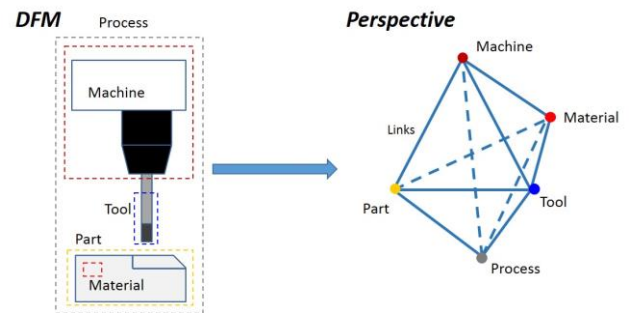 DFM
Process
Machine
Tool
Part
Material
Perspective
Machine
Material
Links
Part
Tool
Process